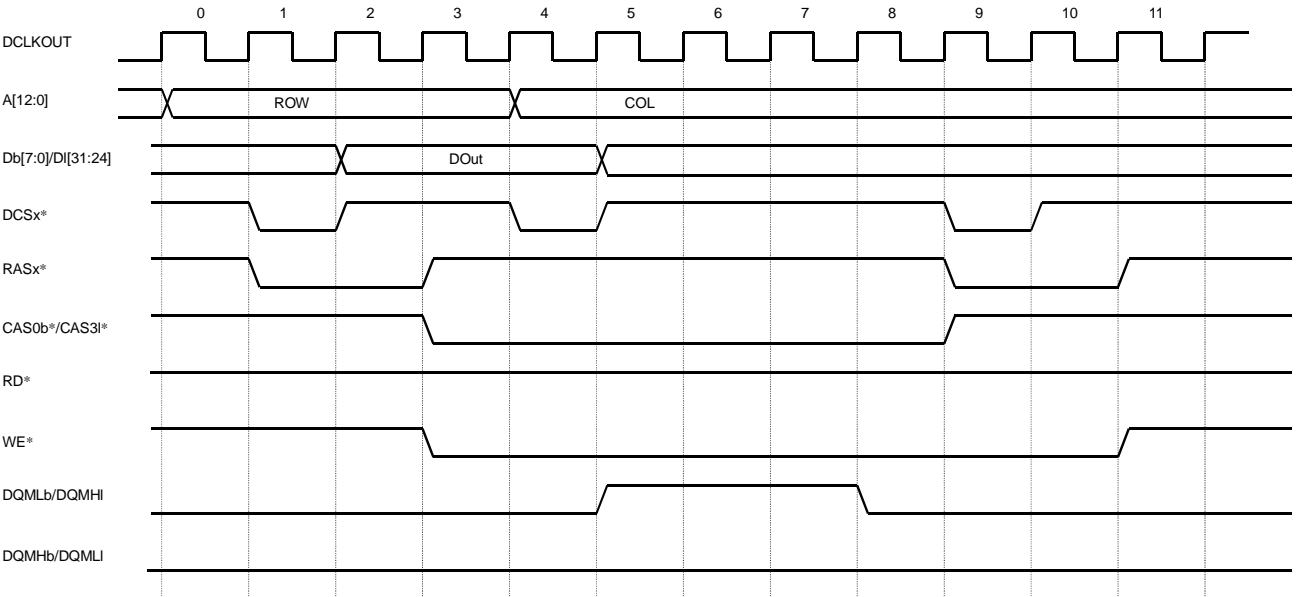 0 1 2 3 4 5 6 7 8 9 10 11
DCLKOUT
A[12:0] ROW COL
Db[7:0]/Dl[31:24] DOut
DCSx*
RASx*
CAS0b*/CAS3l*
RD*
WE*
DQMLb/DQMHl
DQMHb/DQMLl